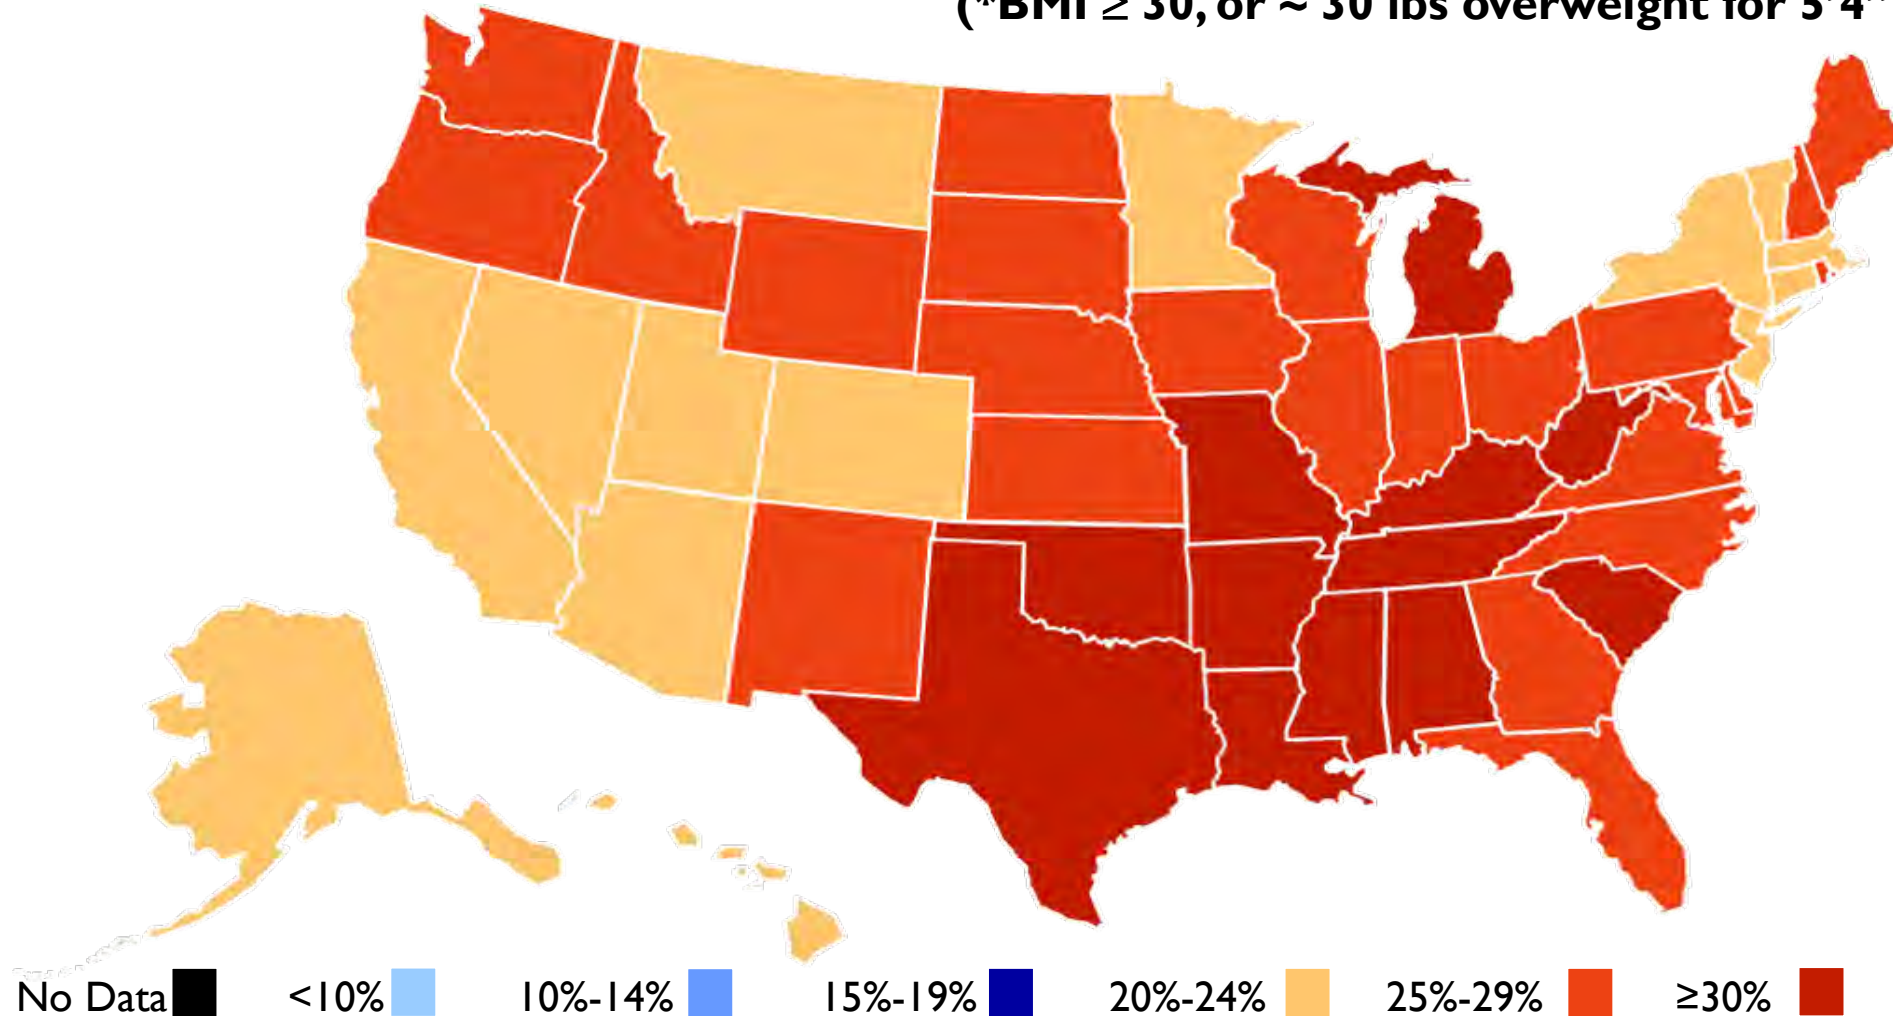 (*BMI ≥ 30, or ~ 30 lbs overweight for 5'4"
No Data <10% 10%-14% 15%-19% 20%-24% 25%-29% ≥30%